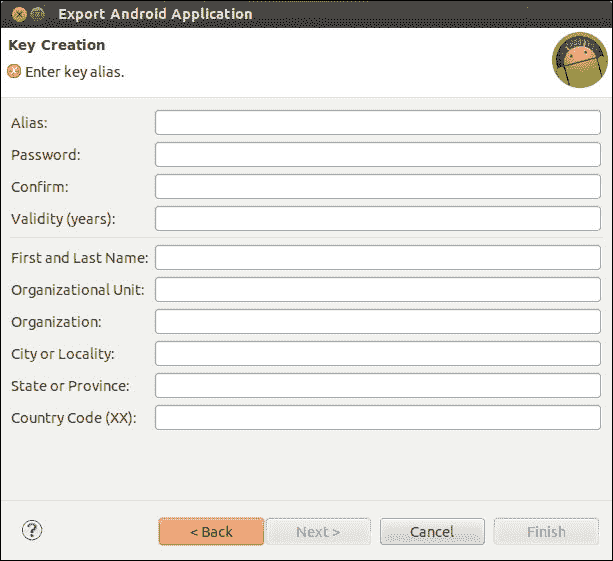 Export Android Application
Key Creation
Enter key alias.
Alias:
Password:
Confirm:
Validity (years):
First and Last Name:
Organizational Unit:
Organization:
City or Locality:
State or Province:
Country Code (XX):
?
< Back
Next >
Cancel
Finish